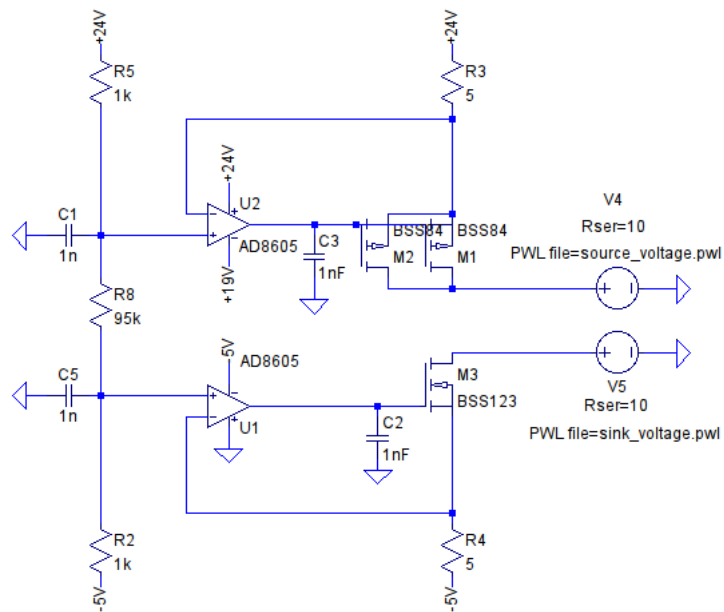 +24V
R5
1k
C1
1n
R8
95k
C5
1n
R2
1k
-5V
+24V
U2
AD8605
+19V
C3
1nF
-5V
AD8605
U1
C2
1nF
+24V
R3
5
BSS84
M2
BSS84
M1
M3
BSS123
R4
5
-5V
V4
Rser=10
PWL file=source_voltage.pwl
V5
Rser=10
PWL file=sink_voltage.pwl